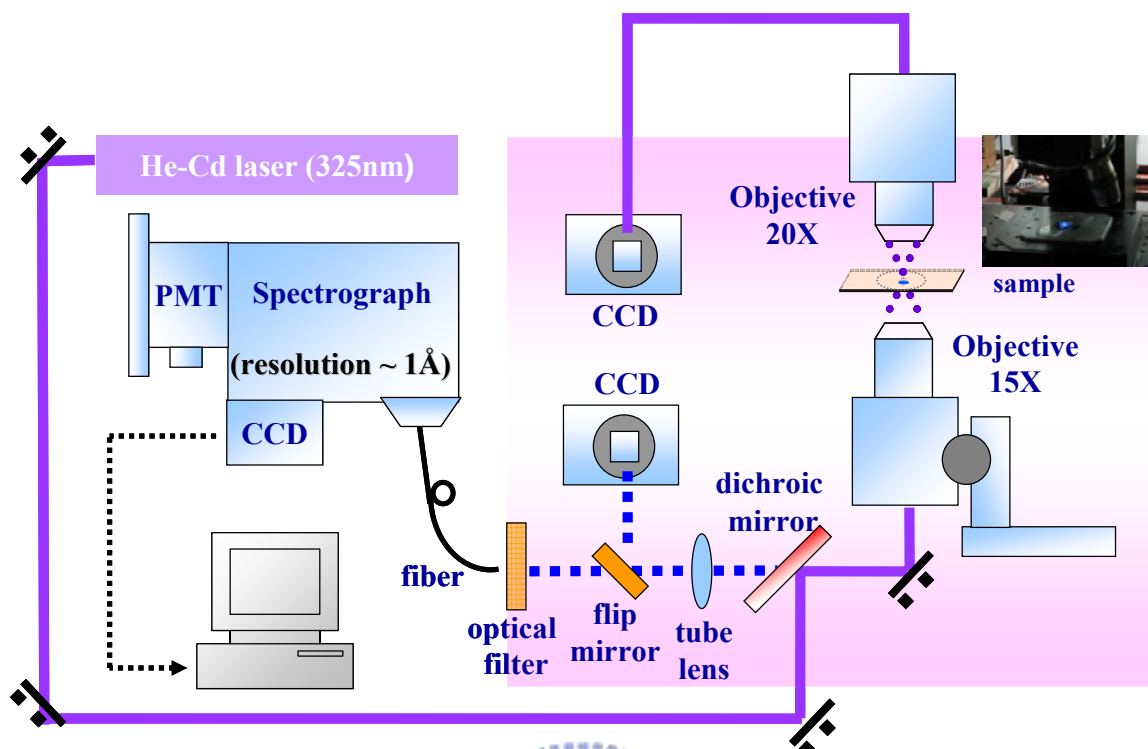 He-Cd laser (325nm)
PMT
Spectrograph
(resolution ~ 1Å)
CCD
fiber
optical
filter
flip
mirror
tube
lens
dichroic
mirror
CCD
CCD
Objective
20X
sample
Objective
15X